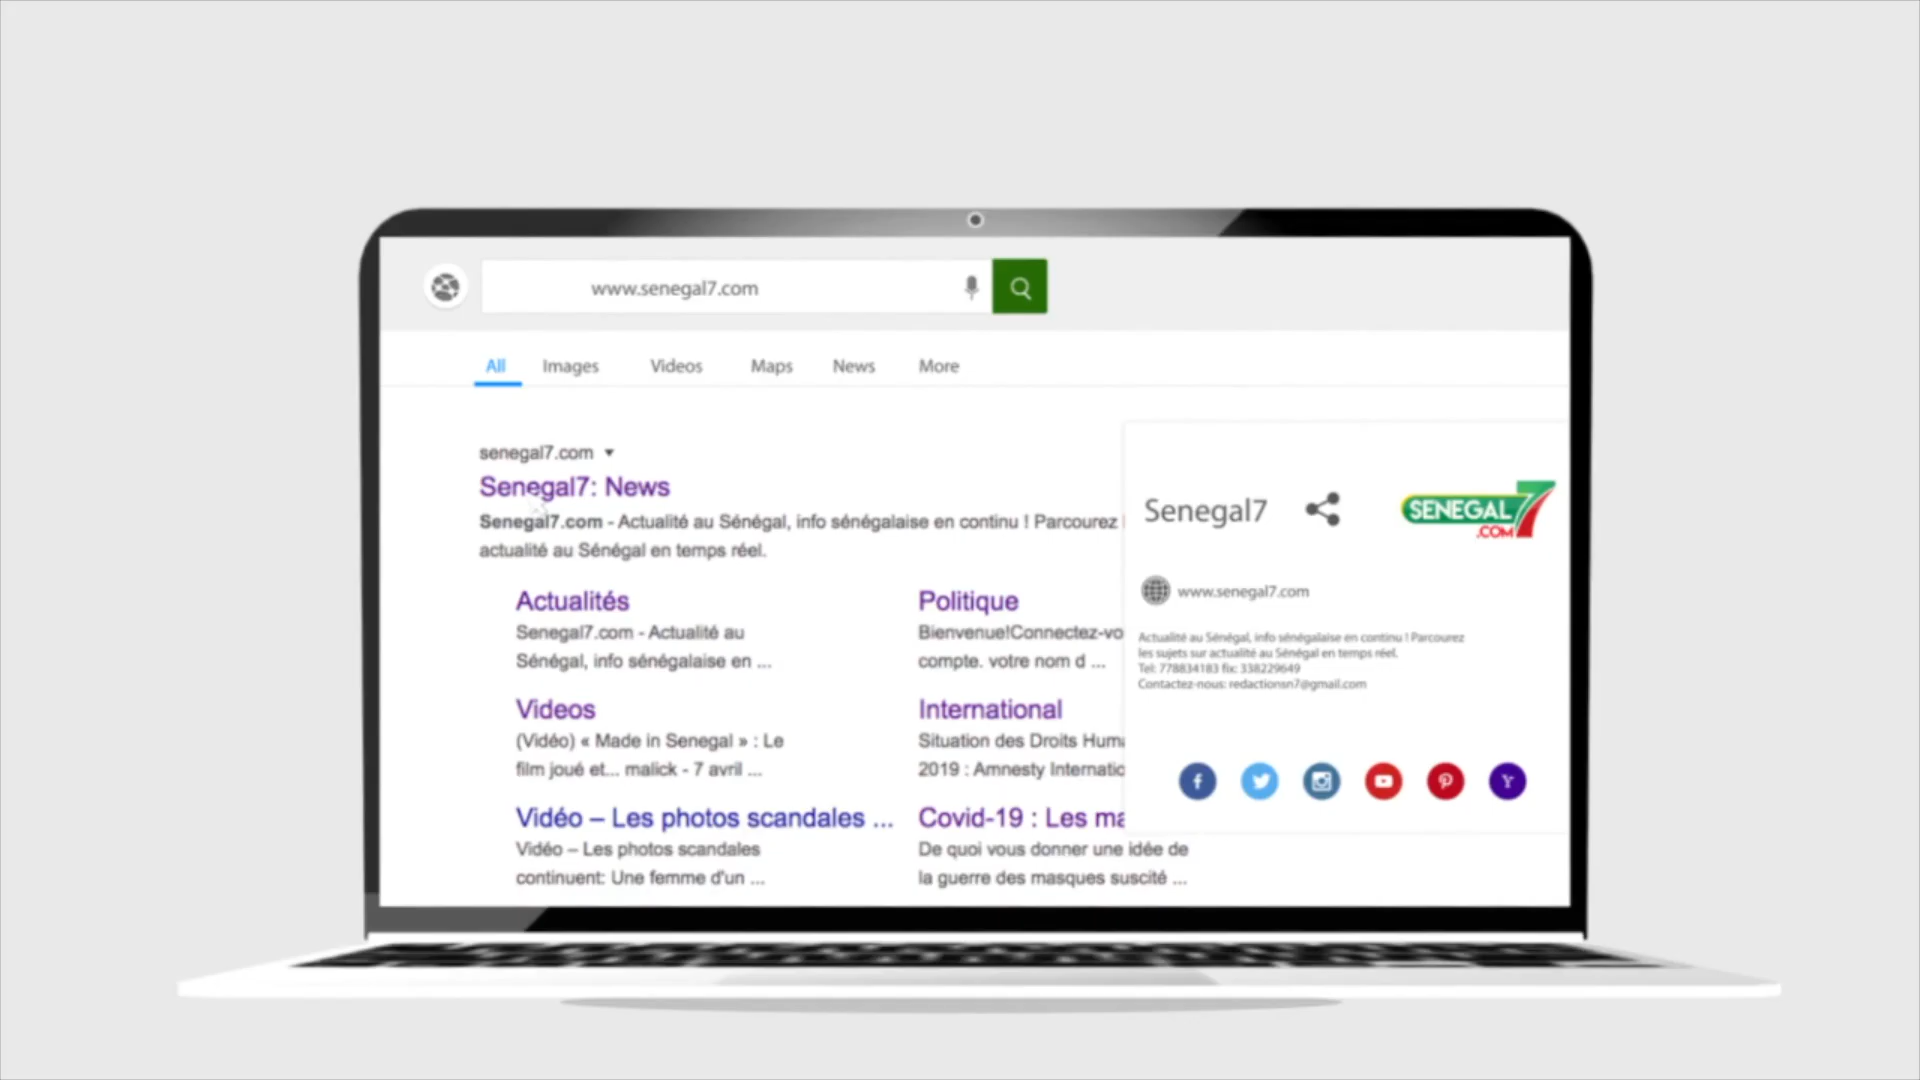 www.senegal7.com
All Images Videos Maps News More
senegal7.com
Senegal7: News
Senegal7.com - Actualité au Sénégal, info sénégalaise en continu ! Parcourez
actualité au Sénégal en temps réel.
Actualités
Senegal7.com - Actualité au
Sénégal, info sénégalaise en ...
Politique
Bienvenue!Connectez-vo
compte. votre nom d ...
Videos
(Vidéo) « Made in Senegal » : Le
film joué et... malick - 7 avril ...
International
Situation des Droits Huma
2019 : Amnesty Internatio
Vidéo – Les photos scandales ...
Vidéo – Les photos scandales
continuent: Une femme d'un ...
Covid-19 : Les ma
De quoi vous donner une idée de
la guerre des masques suscité ...
Senegal7
SENEGAL7
.COM
www.senegal7.com
Actualité au Sénégal, info sénégalaise en continu ! Parcourez
les sujets sur actualité au Sénégal en temps réel.
Tel: 778834183 fix: 338229649
Contactez-nous: redactionsn7@gmail.com